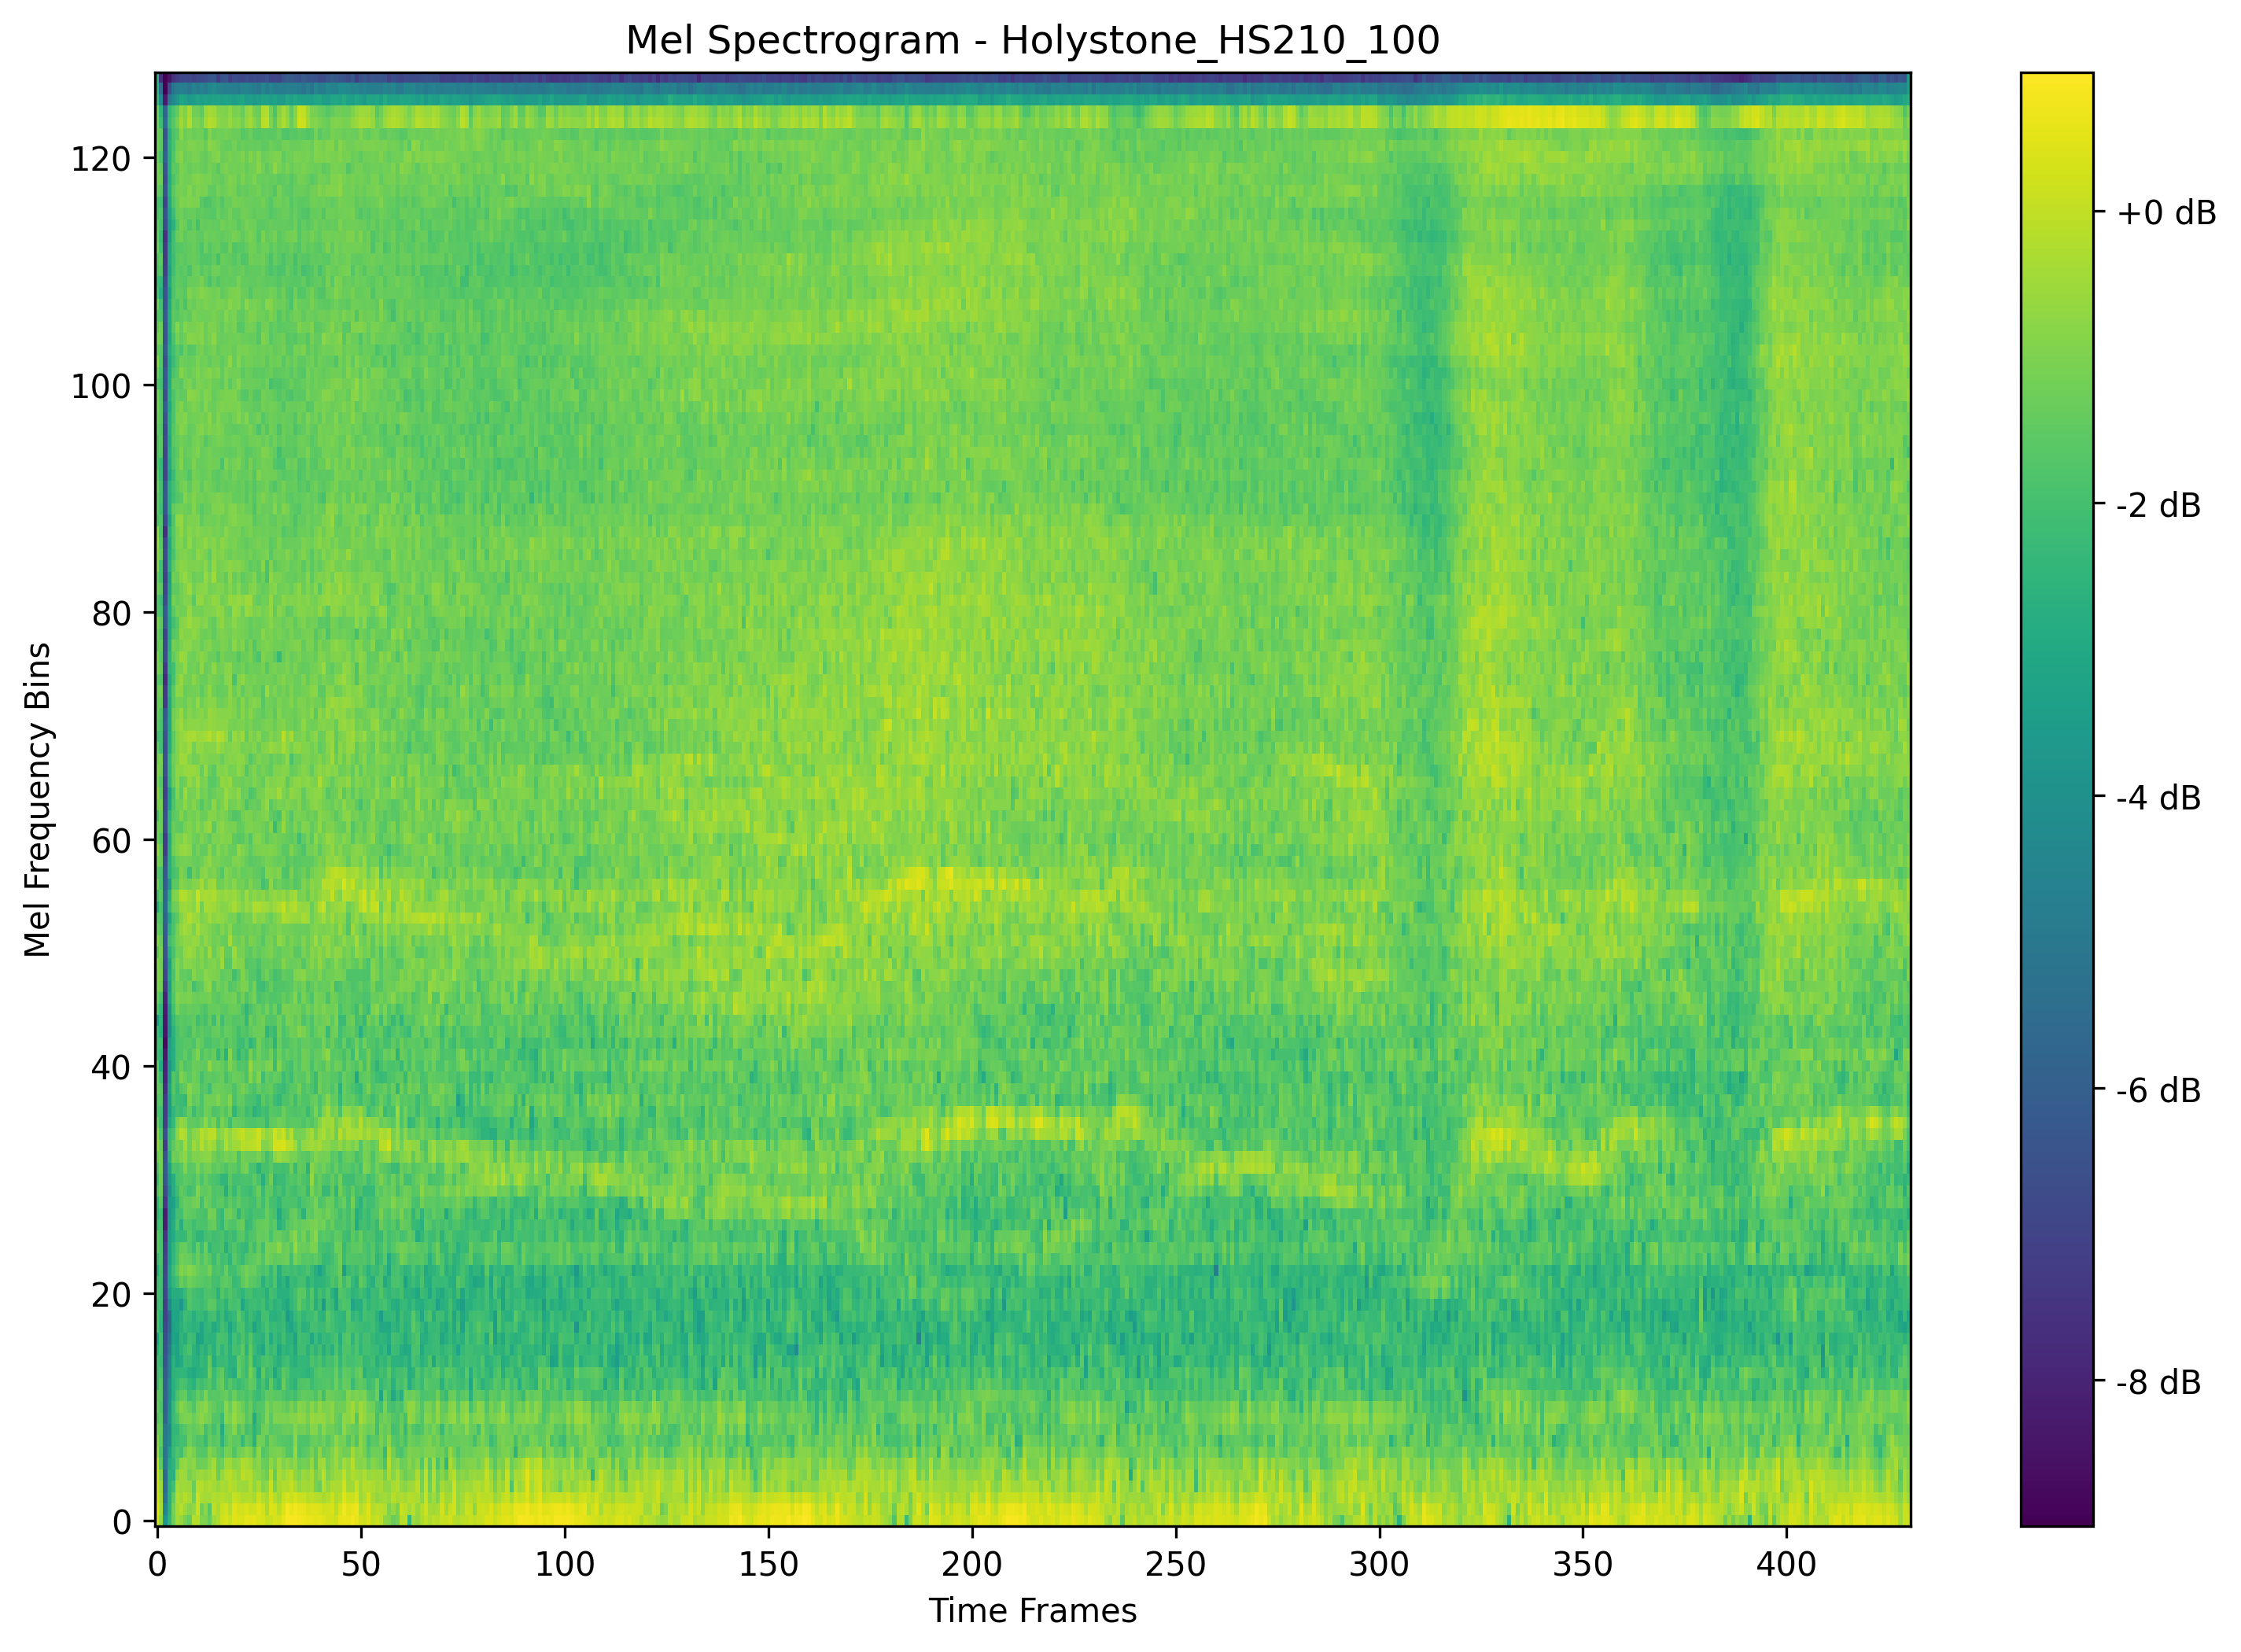 Mel Spectrogram - Holystone_HS210_100
Mel Frequency Bins
120
100
80
60
40
20
0
0 50 100 150 200 250 300 350 400
Time Frames
+0 dB
-2 dB
-4 dB
-6 dB
-8 dB